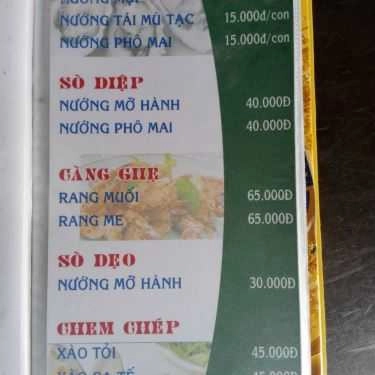 NƯỚNG TÁI MÙ TẠC 15.000đ/con
NƯỚNG PHÔ MAI 15.000đ/con
SÒ DIỆP
NƯỚNG MỠ HÀNH 40.000Đ
NƯỚNG PHÔ MAI 40.000Đ
CÀNG GHẸ
RANG MUỐI 65.000Đ
RANG ME 65.000Đ
SÒ DẸO
NƯỚNG MỠ HÀNH 30.000Đ
CHEM CHÉP
XÀO TỎI 45.000Đ